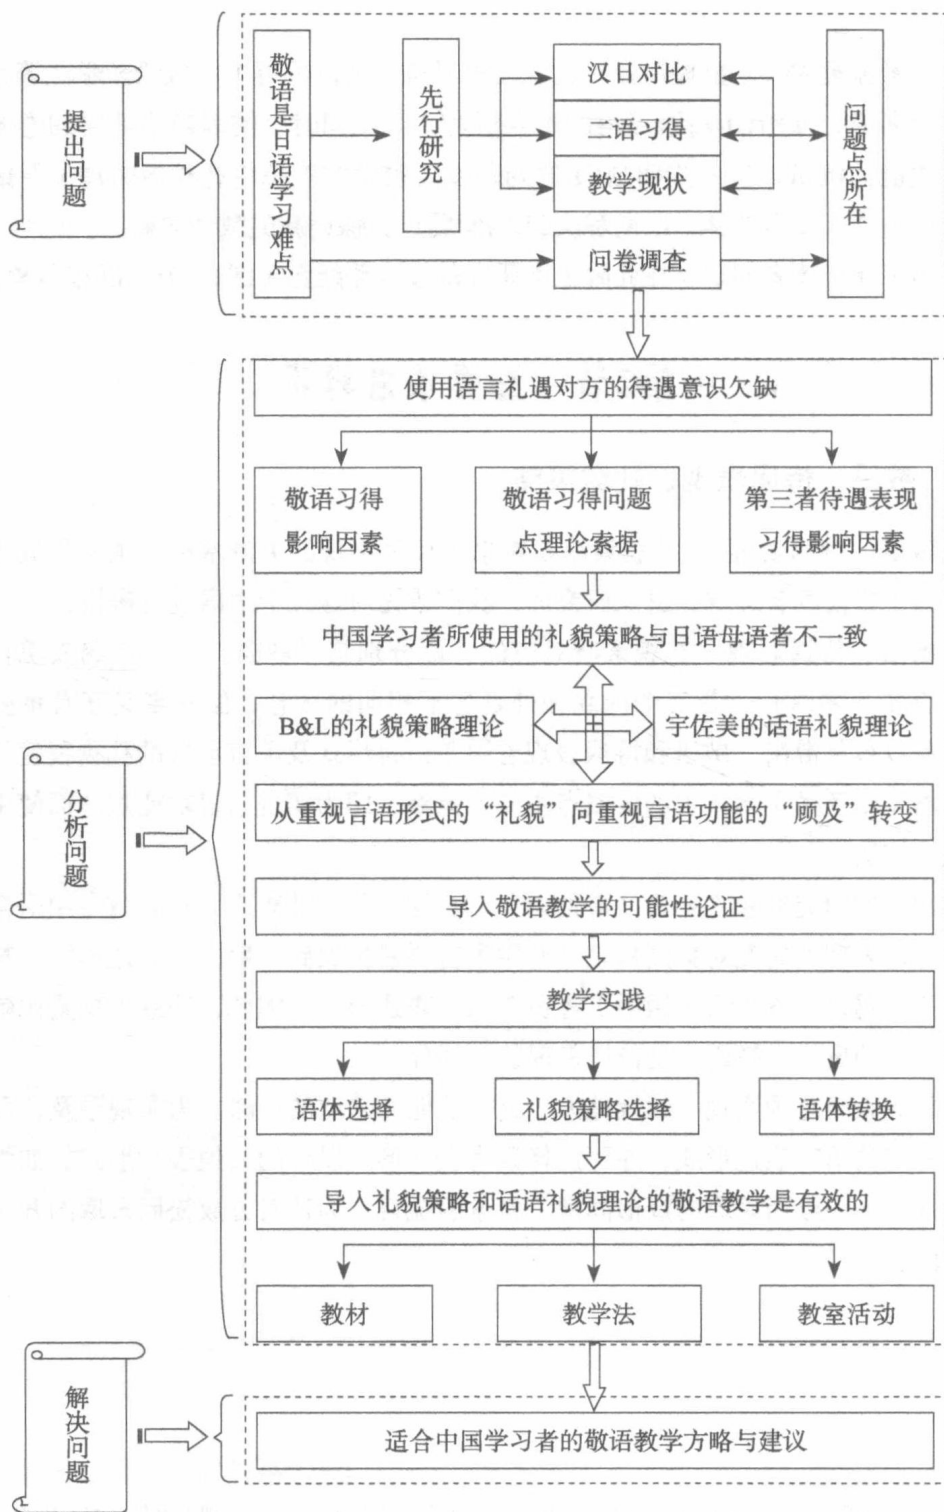 提出问题
敬语是日语学习难点
先行研究
汉日对比
二语习得
教学现状
问卷调查
问题点所在
分析问题
使用语言礼遇对方的待遇意识欠缺
敬语习得
影响因素
敬语习得问题
点理论索据
第三者待遇表现
习得影响因素
中国学习者所使用的礼貌策略与日语母语者不一致
B&L的礼貌策略理论
+
宇佐美的话语礼貌理论
从重视言语形式的“礼貌”向重视言语功能的“顾及”转变
导入敬语教学的可能性论证
教学实践
语体选择
礼貌策略选择
语体转换
导入礼貌策略和话语礼貌理论的敬语教学是有效的
教材
教学法
教室活动
解决问题
适合中国学习者的敬语教学方略与建议